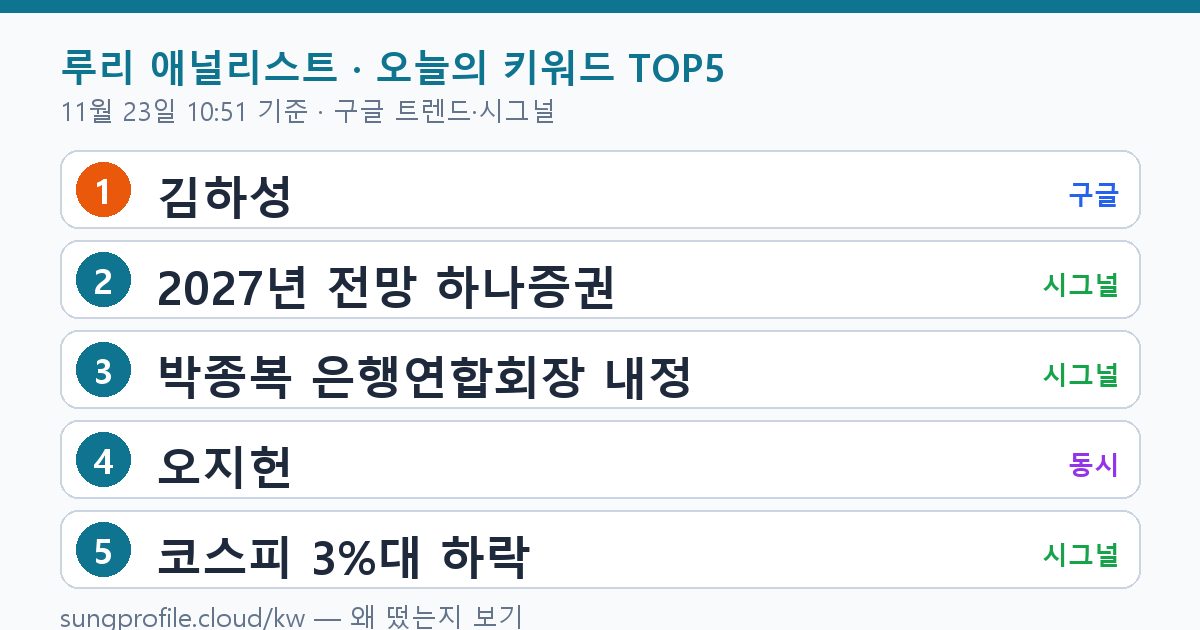 루리 애널리스트 · 오늘의 키워드 TOP5
11월 23일 10:51 기준 · 구글 트렌드·시그널
1 김하성 구글
2 2027년 전망 하나증권 시그널
3 박종복 은행연합회장 내정 시그널
4 오지헌 동시
5 코스피 3%대 하락 시그널
sungprofile.cloud/kw — 왜 떴는지 보기